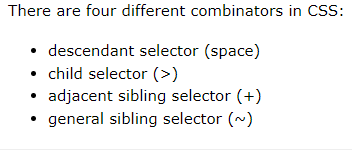 There are four different combinators in CSS:
• descendant selector (space)
• child selector (>)
• adjacent sibling selector (+)
• general sibling selector (~)